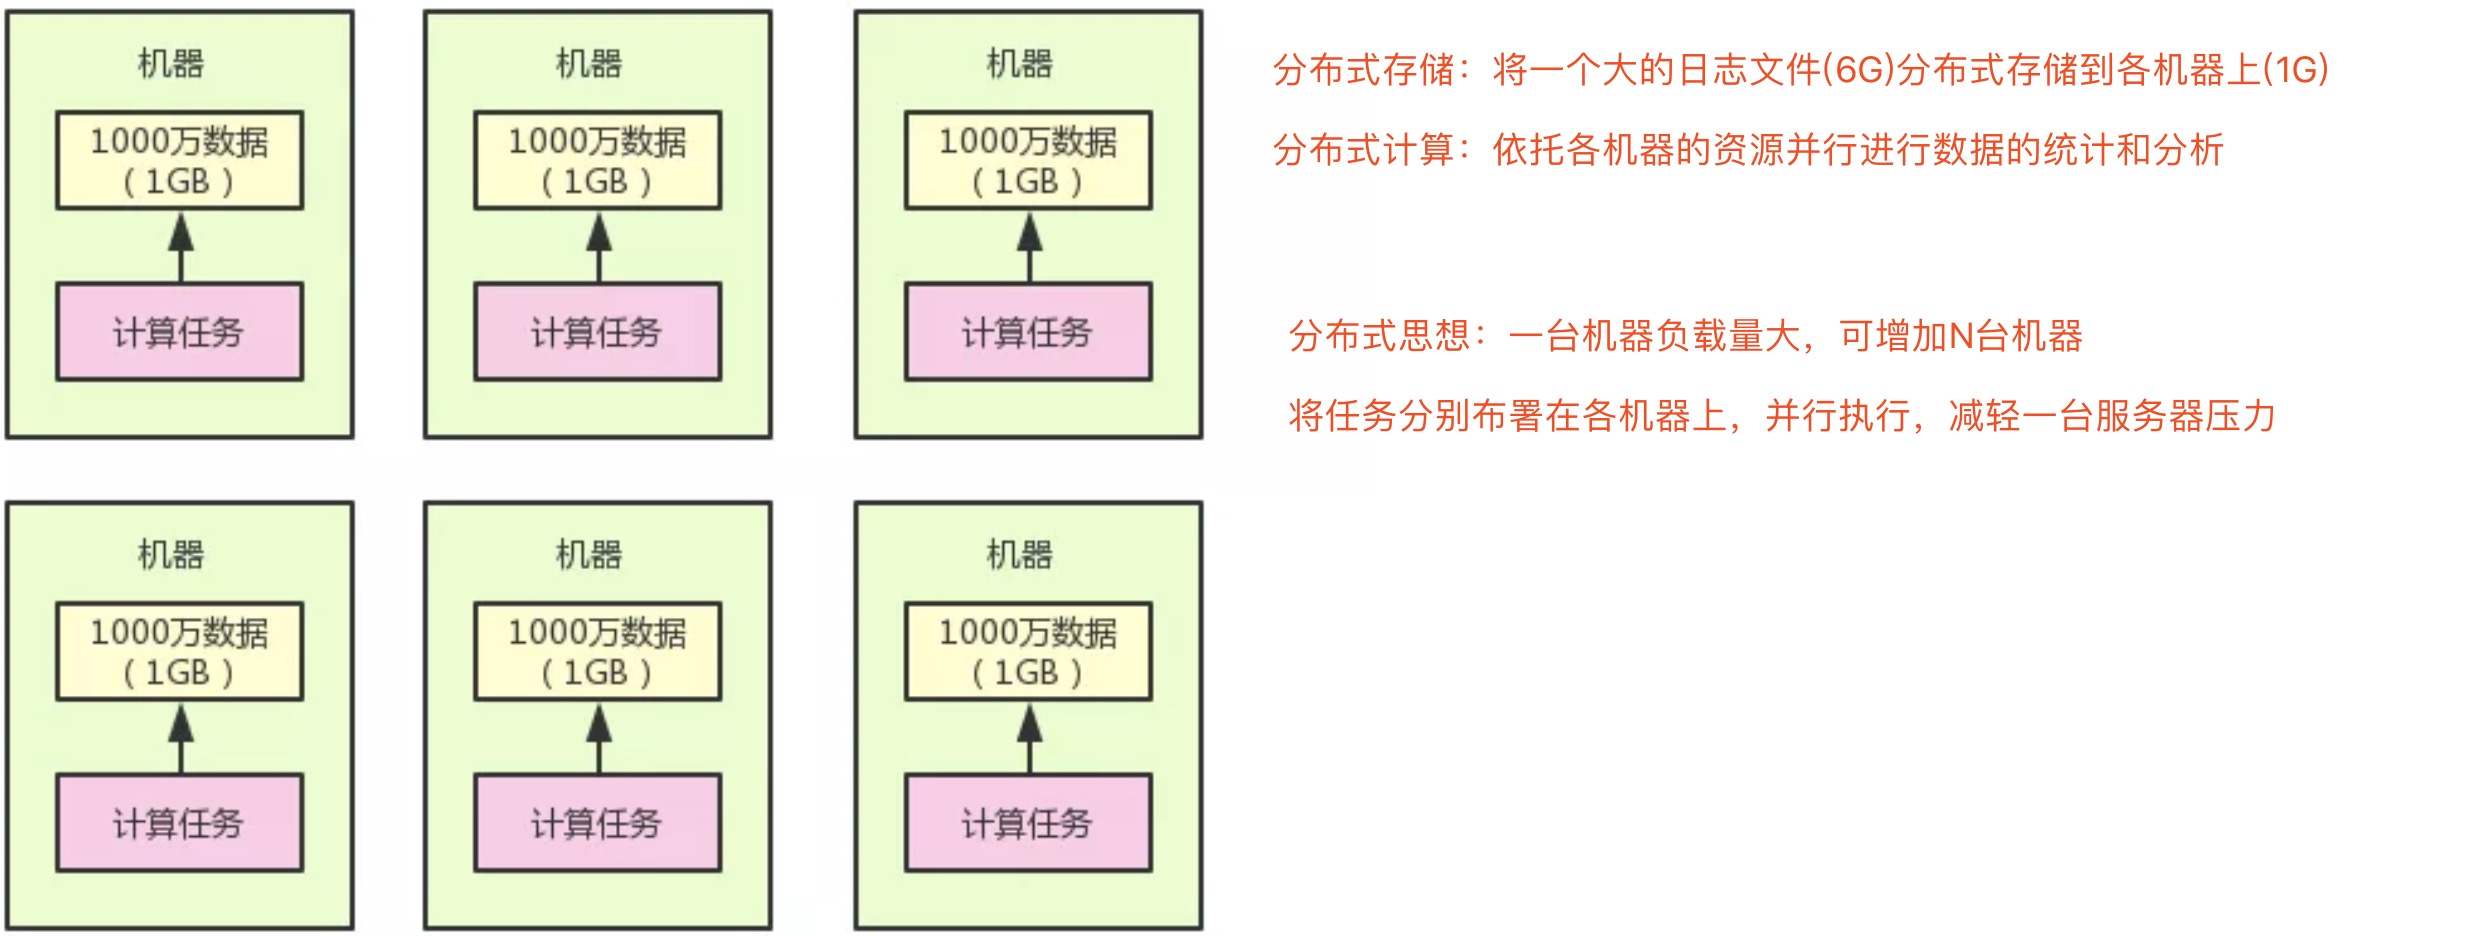 机器
1000万数据
（1GB）
计算任务
机器
1000万数据
（1GB）
计算任务
机器
1000万数据
（1GB）
计算任务
分布式存储：将一个大的日志文件(6G)分布式存储到各机器上(1G)
分布式计算：依托各机器的资源并行进行数据的统计和分析
分布式思想：一台机器负载量大，可增加N台机器
将任务分别布署在各机器上，并行执行，减轻一台服务器压力
机器
1000万数据
（1GB）
计算任务
机器
1000万数据
（1GB）
计算任务
机器
1000万数据
（1GB）
计算任务